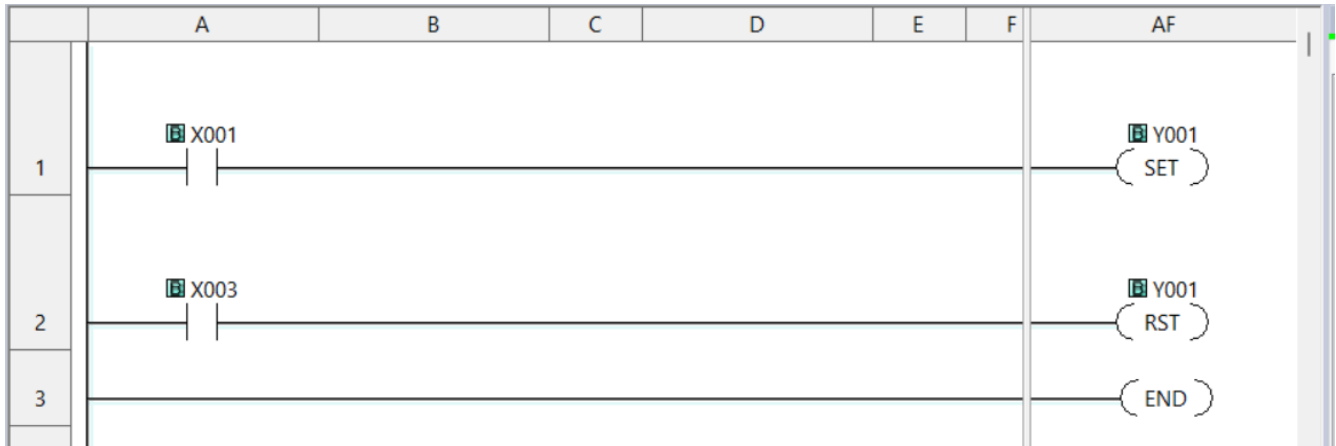 A B C D E F AF
B X001 B Y001
1 SET
B X003 B Y001
2 RST
3 END